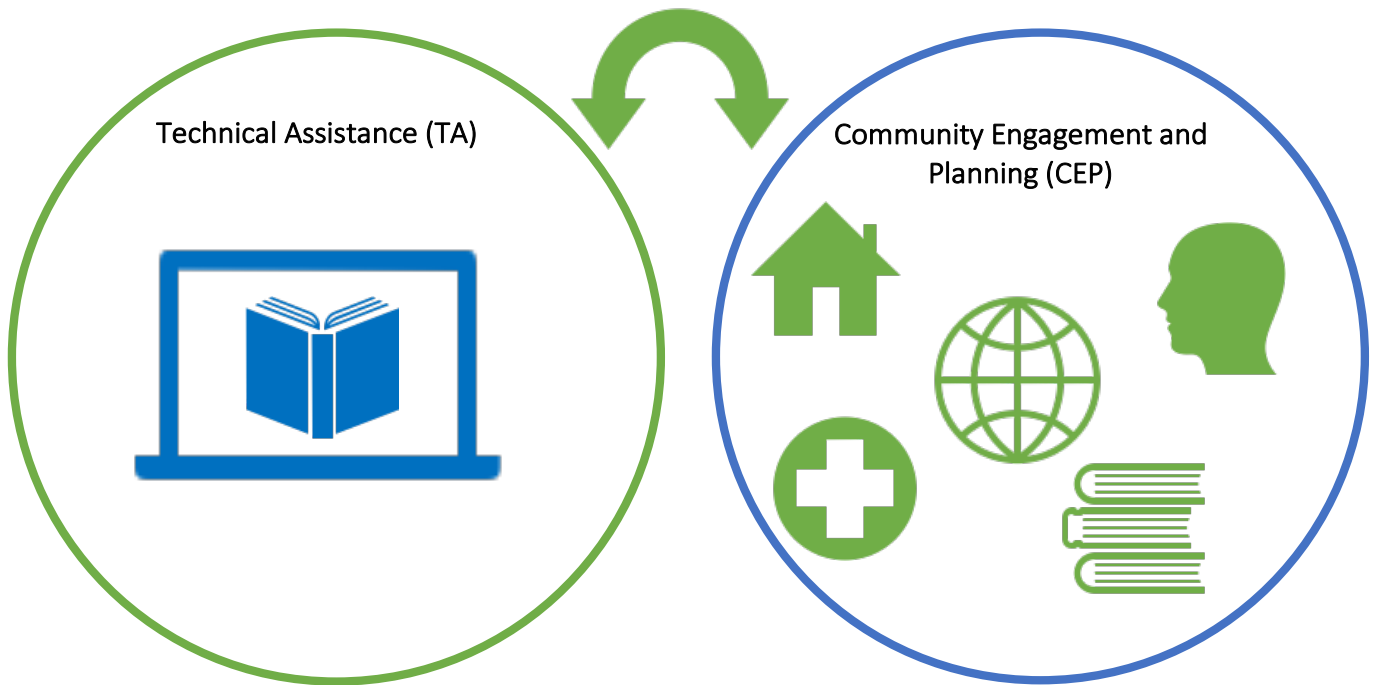 Technical Assistance (TA)
Community Engagement and
Planning (CEP)